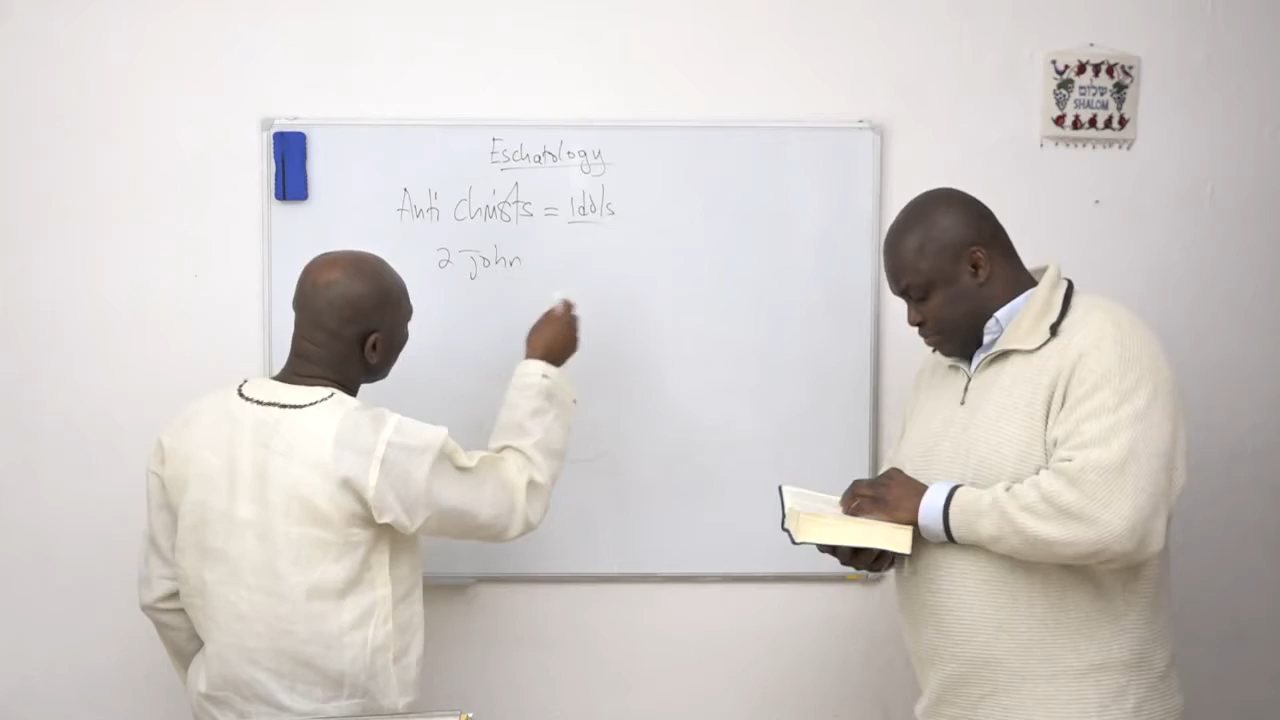 Eschatology
Anti Christs = Idols
2 John
שלום
SHALOM